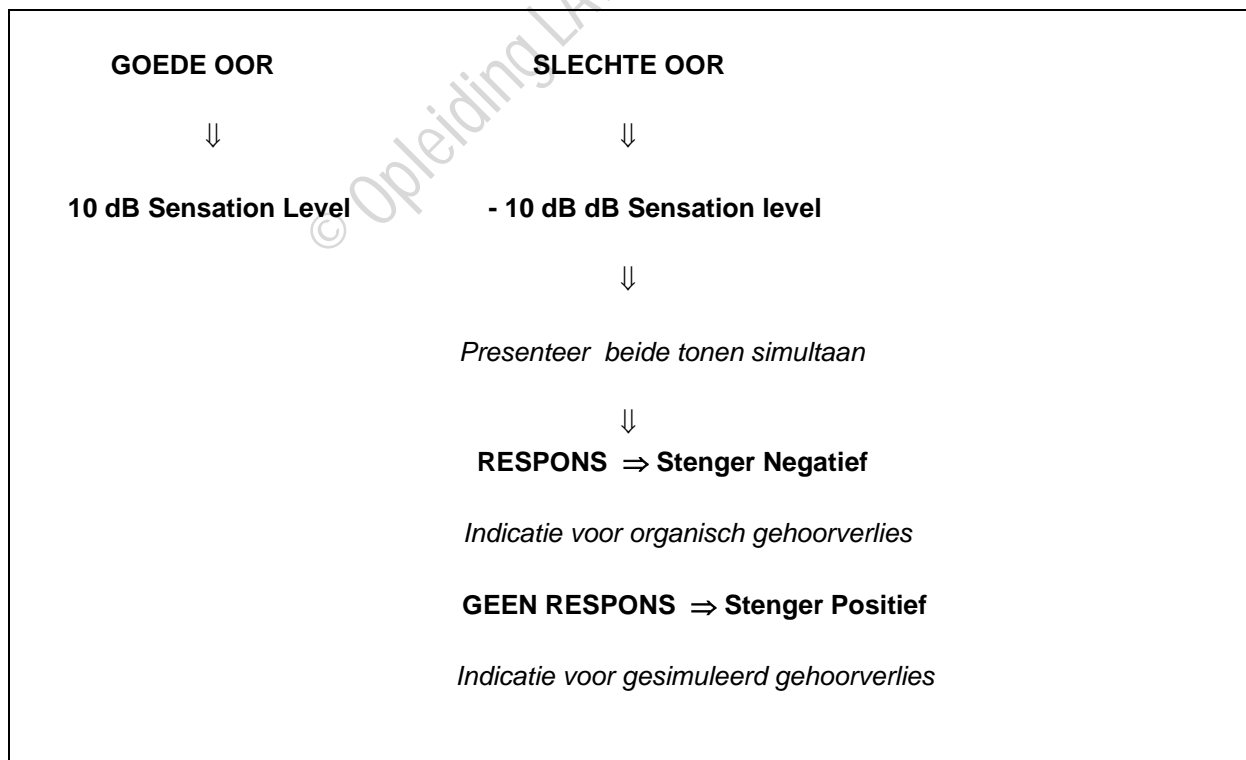 GOEDE OOR SLECHTE OOR
⇓ ⇓
10 dB Sensation Level - 10 dB dB Sensation level
⇓
Presenteer beide tonen simultaan
⇓
RESPONS ⇒ Stenger Negatief
Indicatie voor organisch gehoorverlies
GEEN RESPONS ⇒ Stenger Positief
Indicatie voor gesimuleerd gehoorverlies
© Opleiding